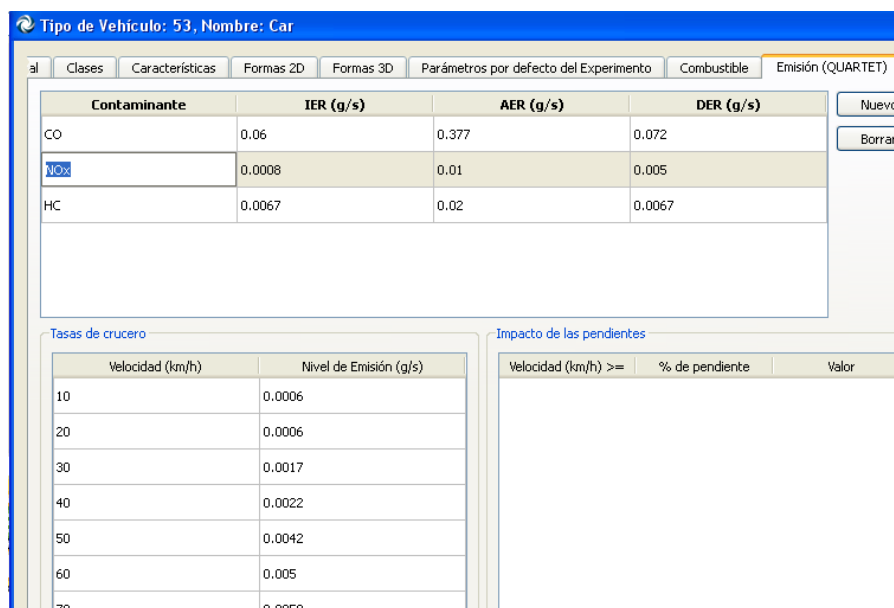 Tipo de Vehículo: 53, Nombre: Car
al Clases Características Formas 2D Formas 3D Parámetros por defecto del Experimento Combustible Emisión (QUARTET)
Contaminante IER (g/s) AER (g/s) DER (g/s) Nuevo
CO 0.06 0.377 0.072 Borrar
NOx 0.0008 0.01 0.005
HC 0.0067 0.02 0.0067
Tasas de crucero Impacto de las pendientes
Velocidad (km/h) Nivel de Emisión (g/s) Velocidad (km/h) >= % de pendiente Valor
10 0.0006
20 0.0006
30 0.0017
40 0.0022
50 0.0042
60 0.005